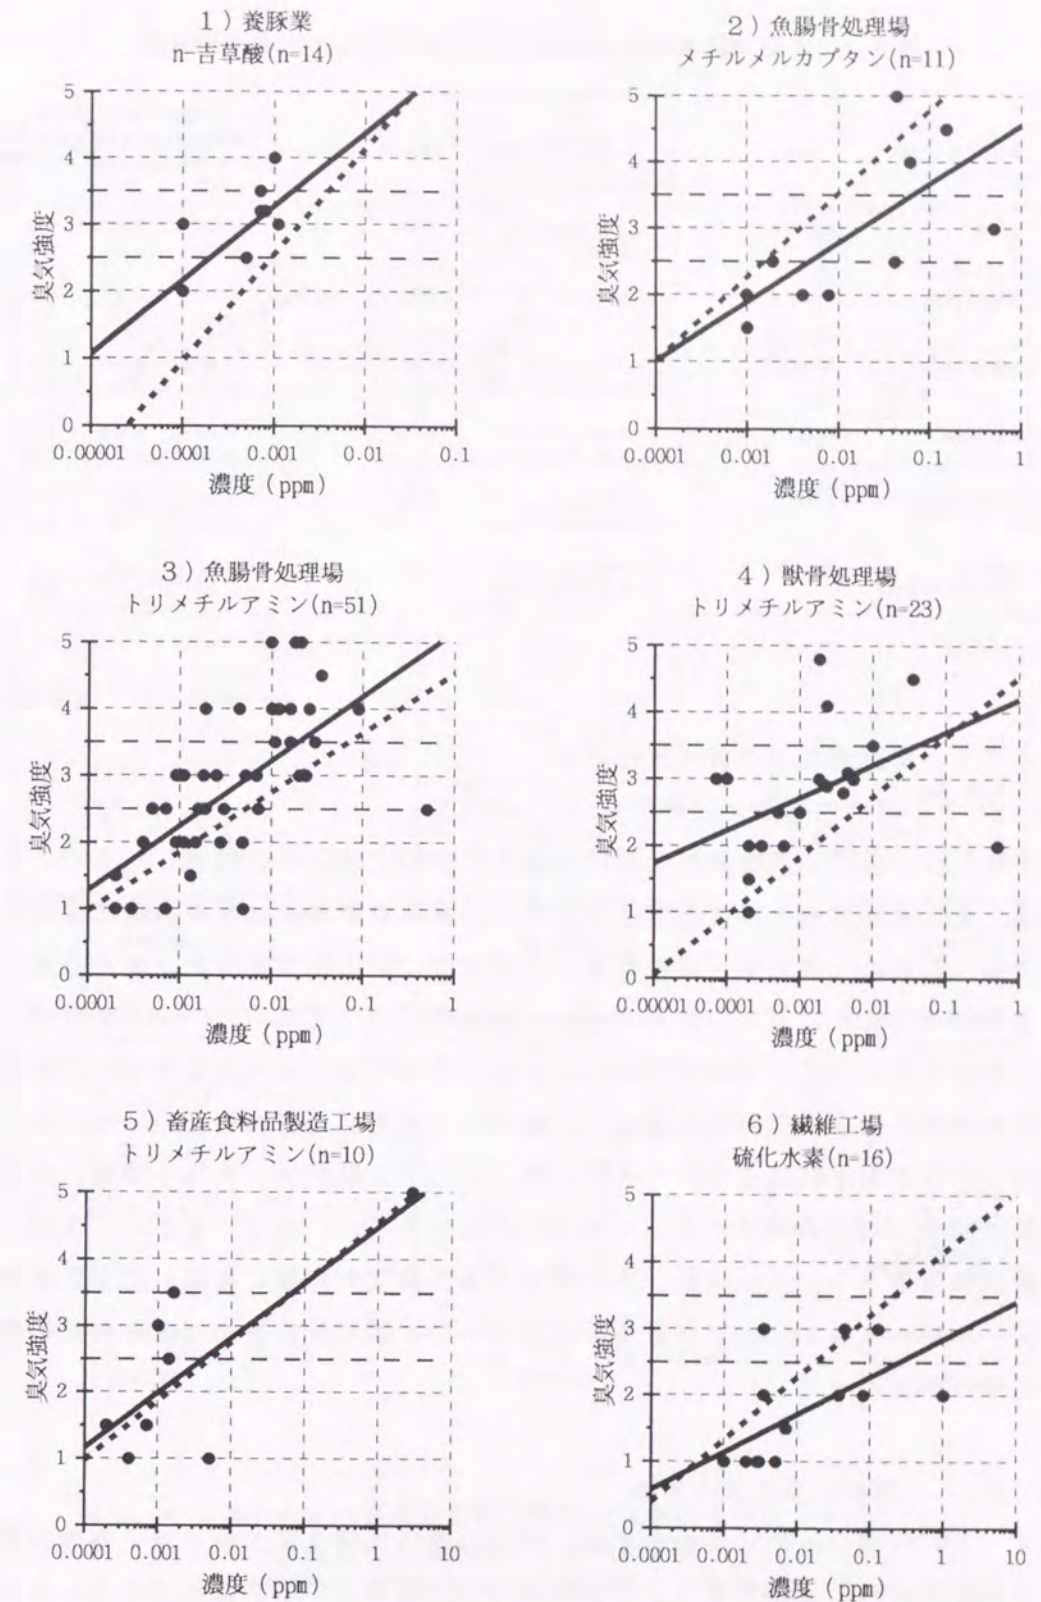 1）養豚業
n-吉草酸(n=14)
臭気強度
5
4
3
2
1
0
0.00001 0.0001 0.001 0.01 0.1
濃度（ppm）
2）魚腸骨処理場
メチルメルカプタン(n=11)
臭気強度
5
4
3
2
1
0
0.0001 0.001 0.01 0.1 1
濃度（ppm）
3）魚腸骨処理場
トリメチルアミン(n=51)
臭気強度
5
4
3
2
1
0
0.0001 0.001 0.01 0.1 1
濃度（ppm）
4）獣骨処理場
トリメチルアミン(n=23)
臭気強度
5
4
3
2
1
0
0.00001 0.0001 0.001 0.01 0.1 1
濃度（ppm）
5）畜産食料品製造工場
トリメチルアミン(n=10)
臭気強度
5
4
3
2
1
0
0.0001 0.001 0.01 0.1 1 10
濃度（ppm）
6）繊維工場
硫化水素(n=16)
臭気強度
5
4
3
2
1
0
0.0001 0.001 0.01 0.1 1 10
濃度（ppm）